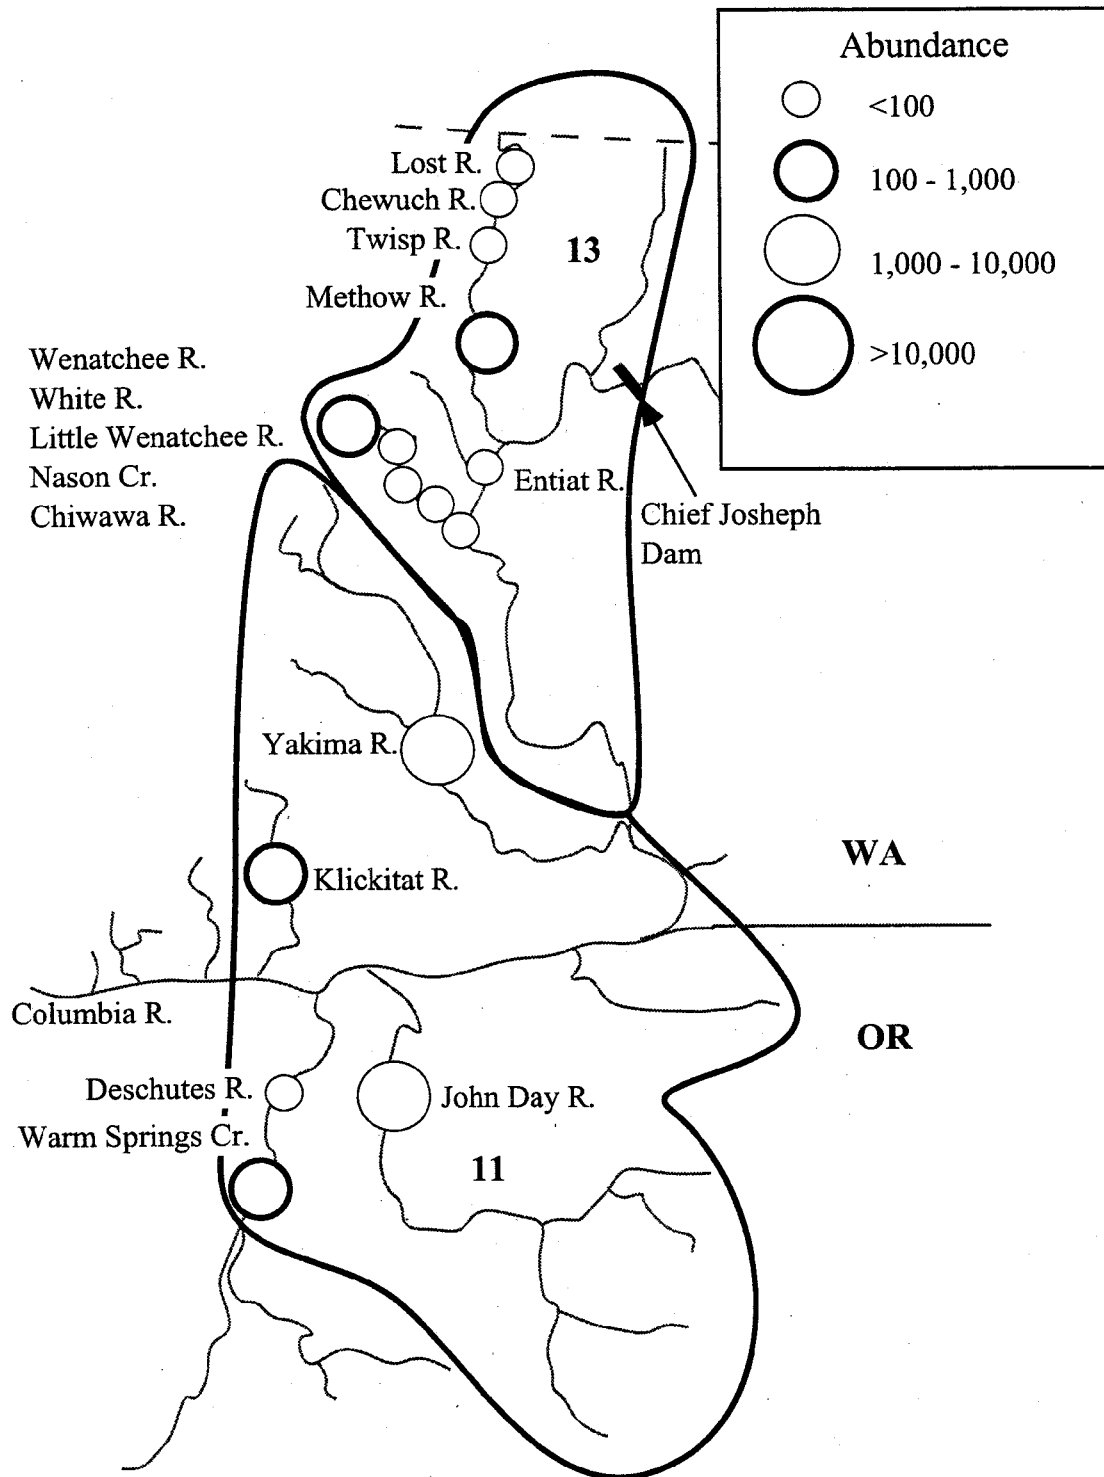 Abundance
<100
100 - 1,000
1,000 - 10,000
>10,000
Lost R.
Chewuch R.
Twisp R.
13
Methow R.
Wenatchee R.
White R.
Little Wenatchee R.
Nason Cr.
Chiwawa R.
Entiat R.
Chief Josheph
Dam
Yakima R.
WA
Klickitat R.
Columbia R.
OR
Deschutes R.
John Day R.
Warm Springs Cr.
11